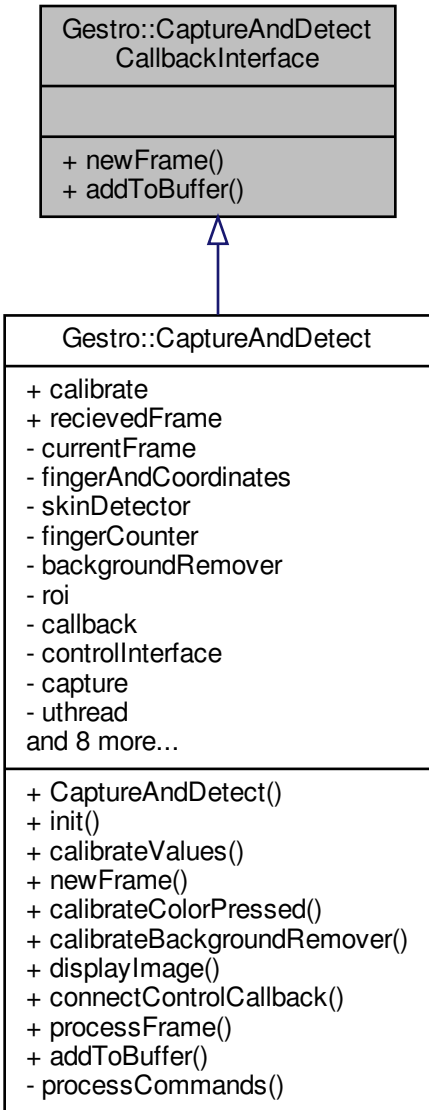 Gestro::CaptureAndDetect
CallbackInterface
+ newFrame()
+ addToBuffer()
Gestro::CaptureAndDetect
+ calibrate
+ recievedFrame
- currentFrame
- fingerAndCoordinates
- skinDetector
- fingerCounter
- backgroundRemover
- roi
- callback
- controlInterface
- capture
- uthread
and 8 more...
+ CaptureAndDetect()
+ init()
+ calibrateValues()
+ newFrame()
+ calibrateColorPressed()
+ calibrateBackgroundRemover()
+ displayImage()
+ connectControlCallback()
+ processFrame()
+ addToBuffer()
- processCommands()